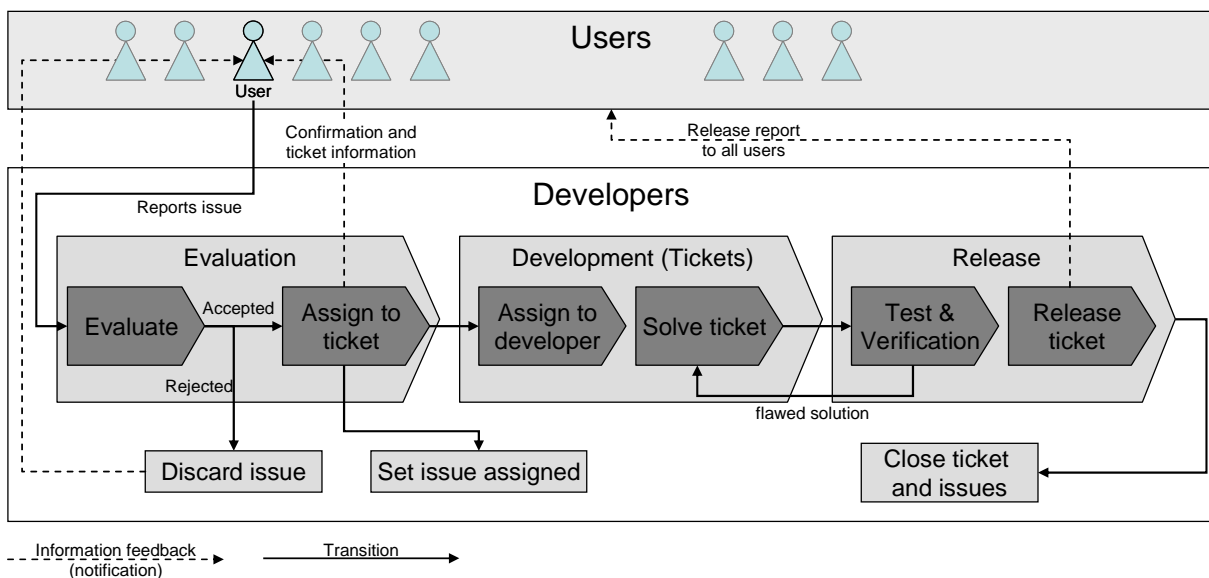 Users
User
Confirmation and
ticket information
Release report
to all users
Developers
Reports issue
Evaluation
Development (Tickets)
Release
Evaluate
Accepted
Assign to
ticket
Assign to
developer
Solve ticket
Test &
Verification
Release
ticket
Rejected
flawed solution
Discard issue
Set issue assigned
Close ticket
and issues
Information feedback
(notification)
Transition